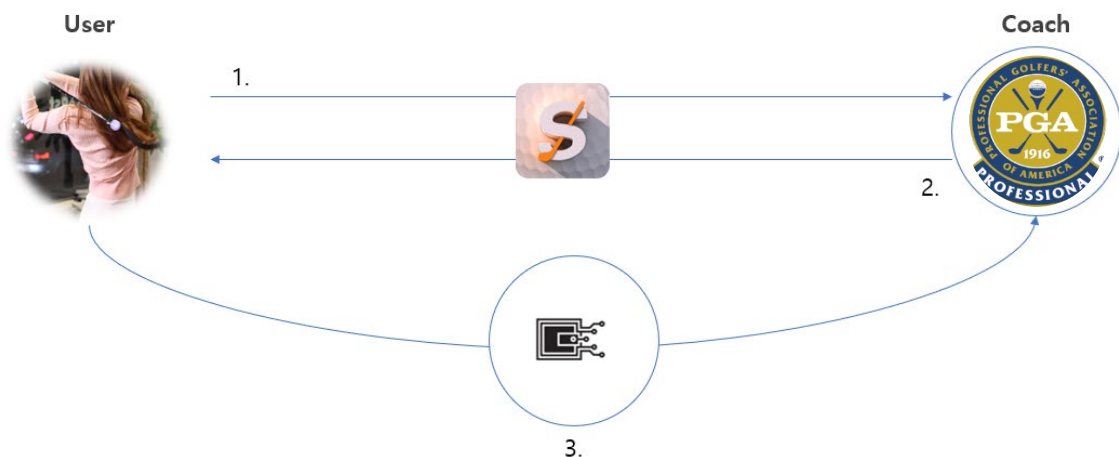 User
Coach
1.
S
PROFESSIONAL GOLFERS' ASSOCIATION
PGA
1916
OF AMERICA
PROFESSIONAL
®
2.
3.